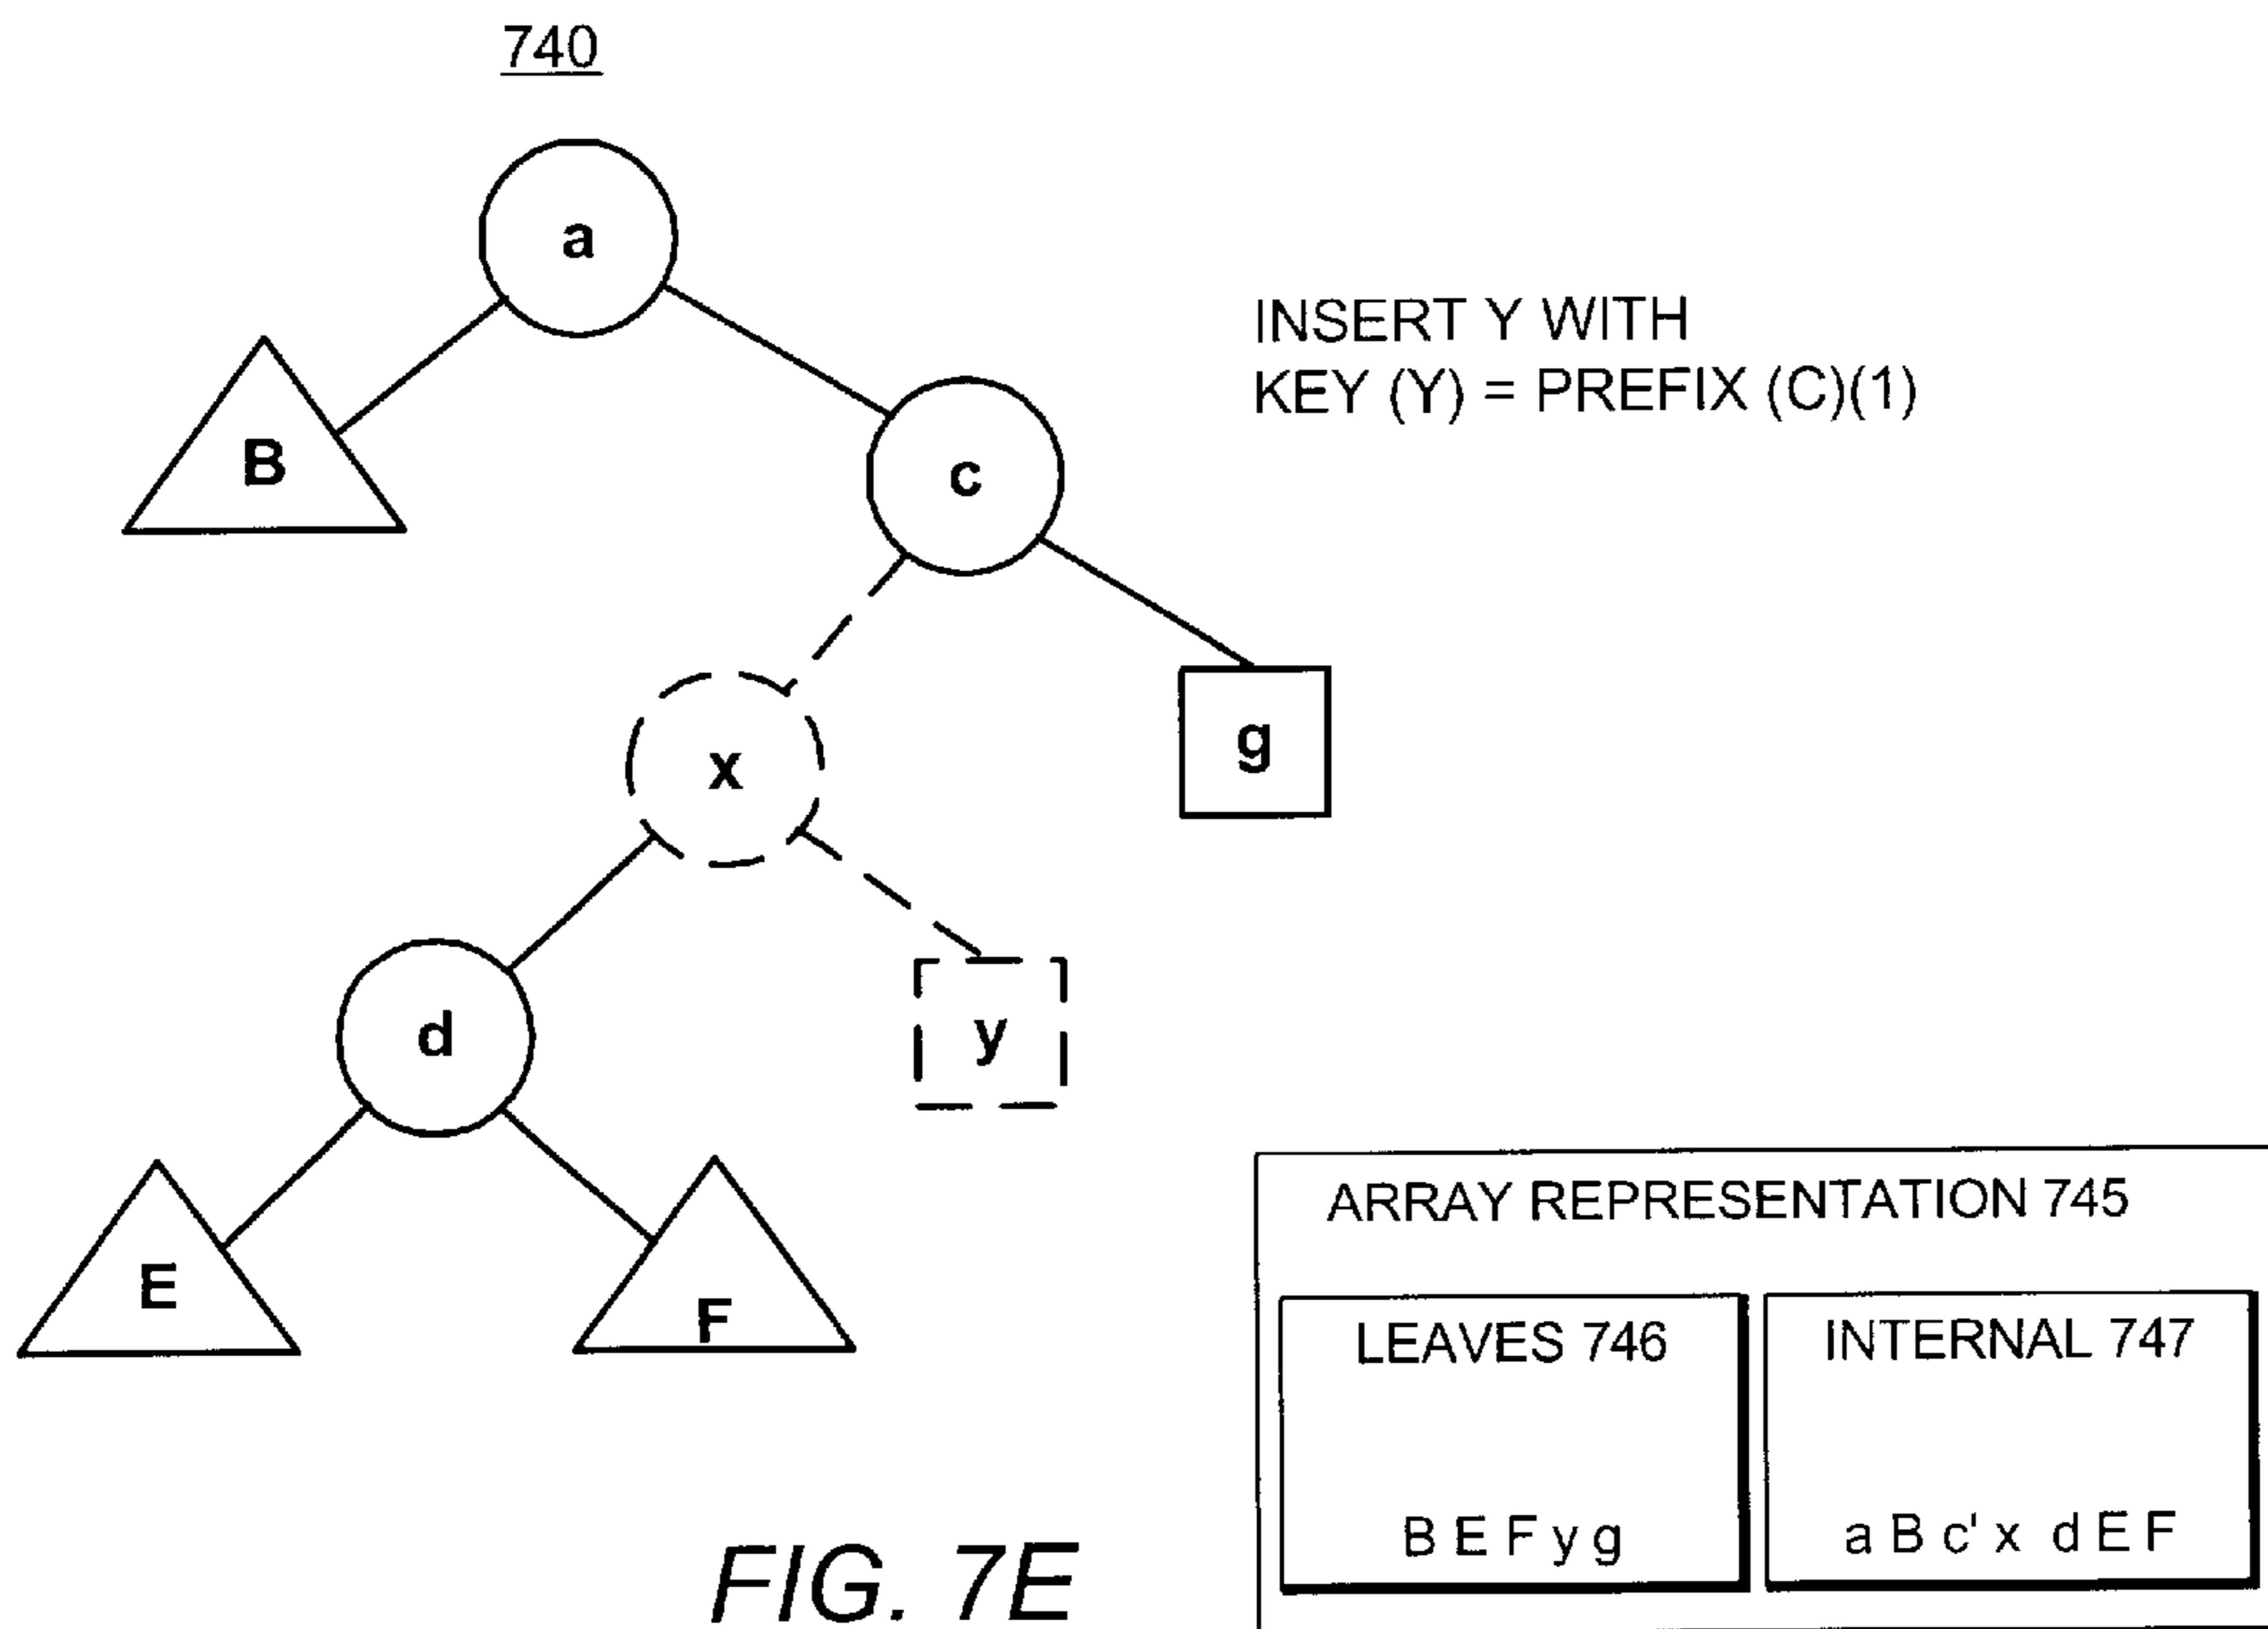 740
a
INSERT Y WITH
KEY (Y) = PREFIX (C)(1)
B
c
g
x
d
y
E
F
ARRAY REPRESENTATION 745
LEAVES 746
B E F y g
INTERNAL 747
a B c' x d E F
FIG. 7E